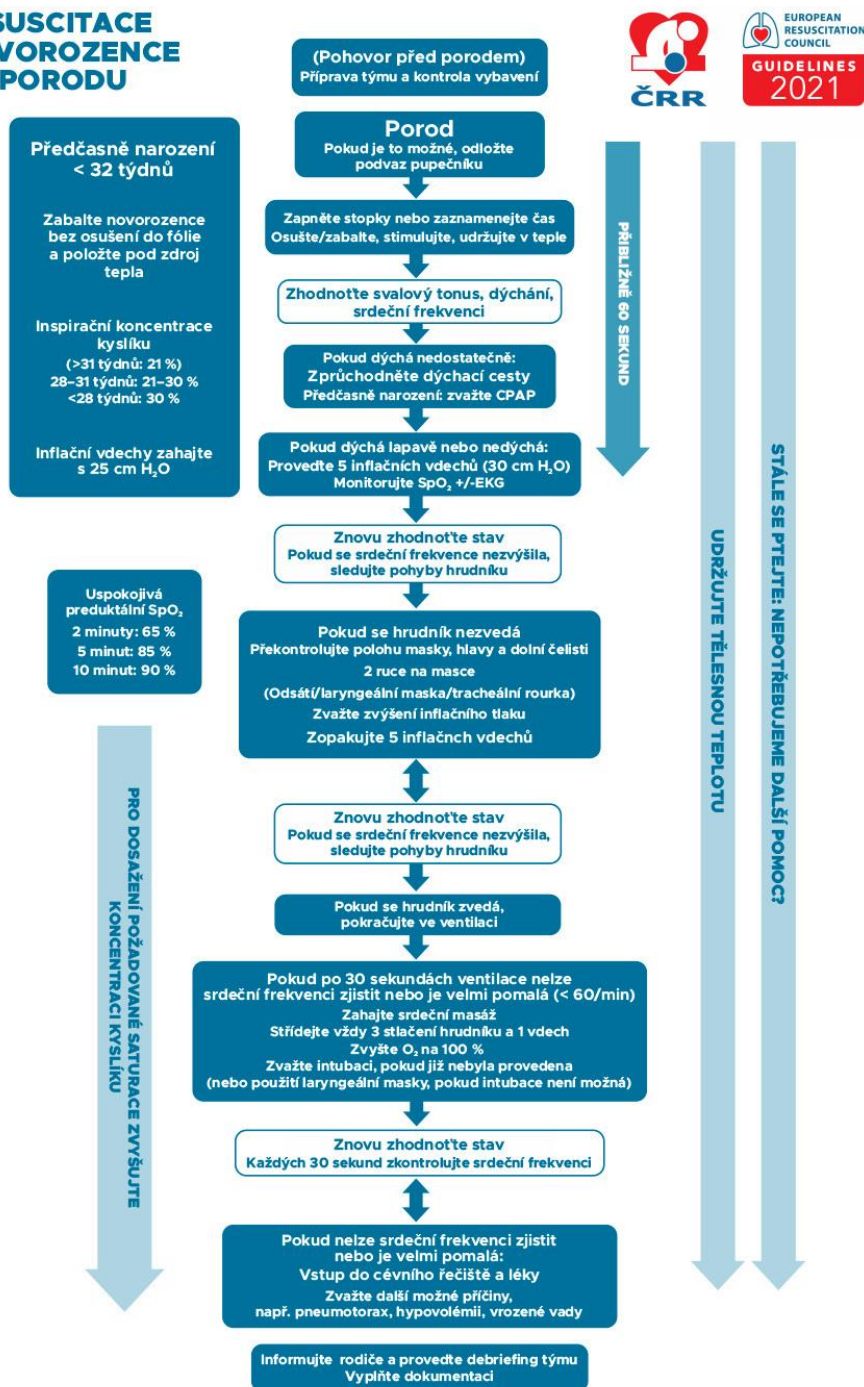 SUSCITACE
VOROZENCE
PORODU
(Pohovor před porodem)
Příprava týmu a kontrola vybavení
ČRR
EUROPEAN
RESUSCITATION
COUNCIL
GUIDELINES
2021
Předčasně narození
< 32 týdnů
Zabalte novorozence
bez osušení do fólie
a položte pod zdroj
tepla
Inspirační koncentrace
kyslíku
(>31 týdnů: 21 %)
28–31 týdnů: 21–30 %
<28 týdnů: 30 %
Inflační vdechy zahajte
s 25 cm H₂O
Porod
Pokud je to možné, odložte
podvaz pupečníku
Zapněte stopky nebo zaznamenejte čas
Osušte/zabalte, stimulujte, udržujte v teple
Zhodnoťte svalový tonus, dýchání,
srdeční frekvenci
Pokud dýchá nedostatečně:
Zprůchodněte dýchací cesty
Předčasně narození: zvažte CPAP
Pokud dýchá lapavě nebo nedýchá:
Proveďte 5 inflačních vdechů (30 cm H₂O)
Monitorujte SpO₂ +/-EKG
PŘIBLIŽNĚ 60 SEKUND
Znovu zhodnoťte stav
Pokud se srdeční frekvence nezvýšila,
sledujte pohyby hrudníku
Uspokojivá
preduktální SpO₂
2 minuty: 65 %
5 minut: 85 %
10 minut: 90 %
Pokud se hrudník nezvedá
Překontrolujte polohu masky, hlavy a dolní čelisti
2 ruce na masce
(Odsátí/laryngeální maska/tracheální rourka)
Zvažte zvýšení inflačního tlaku
Zopakujte 5 inflačnch vdechů
Znovu zhodnoťte stav
Pokud se srdeční frekvence nezvýšila,
sledujte pohyby hrudníku
Pokud se hrudník zvedá,
pokračujte ve ventilaci
Pokud po 30 sekundách ventilace nelze
srdeční frekvenci zjistit nebo je velmi pomalá (< 60/min)
Zahajte srdeční masáž
Střídejte vždy 3 stlačení hrudníku a 1 vdech
Zvyšte O₂ na 100 %
Zvažte intubaci, pokud již nebyla provedena
(nebo použití laryngeální masky, pokud intubace není možná)
Znovu zhodnoťte stav
Každých 30 sekund zkontrolujte srdeční frekvenci
Pokud nelze srdeční frekvenci zjistit
nebo je velmi pomalá:
Vstup do cévního řečiště a léky
Zvažte další možné příčiny,
např. pneumotorax, hypovolémii, vrozené vady
Informujte rodiče a proveďte debriefing týmu
Vyplňte dokumentaci
PRO DOSAŽENÍ POŽADOVANÉ SATURACE ZVYŠUJTE
KONCENTRACI KYSLÍKU
UDRŽUJTE TĚLESNOU TEPLOTU
STÁLE SE PTEJTE: NEPOTŘEBUJEME DALŠÍ POMOC?